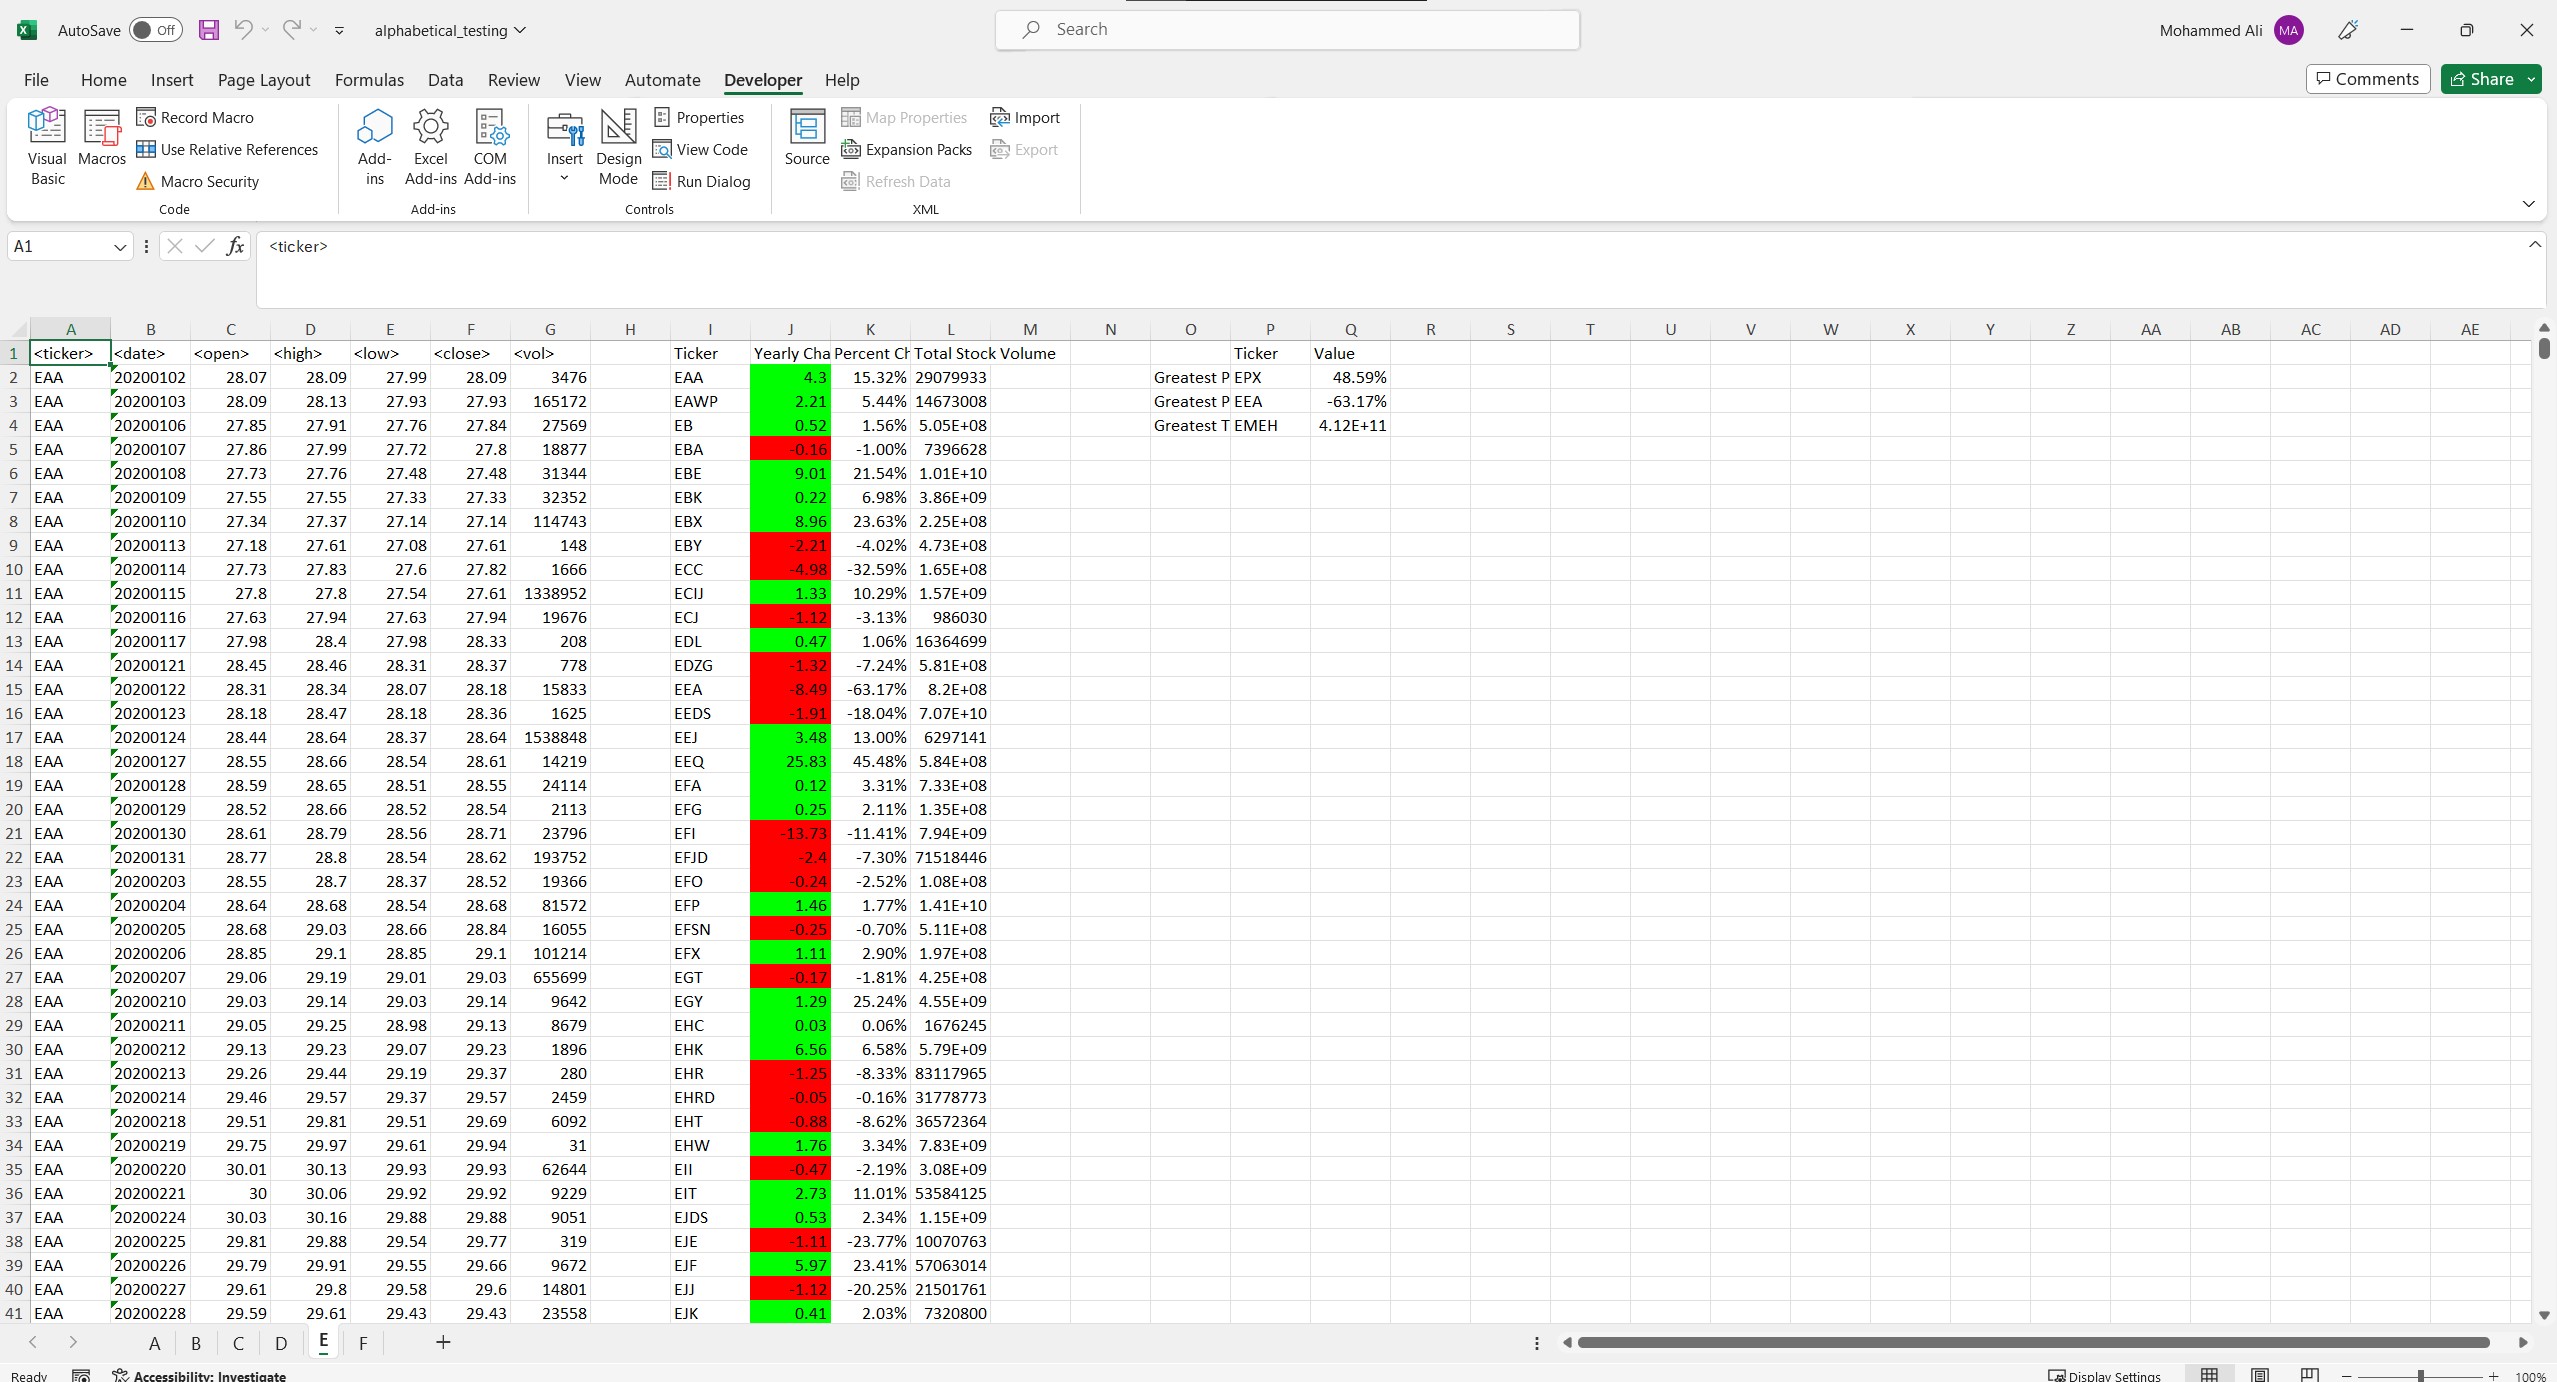 AutoSave Off alphabetical_testing Search Mohammed Ali MA
File Home Insert Page Layout Formulas Data Review View Automate Developer Help Comments Share
Visual Basic Macros Record Macro Use Relative References Macro Security Code
Add-ins Excel Add-ins COM Add-ins Add-ins
Insert Design Mode Properties View Code Run Dialog Controls
Source Map Properties Expansion Packs Refresh Data Import Export XML
A1 fx <ticker>
A B C D E F G H I J K L M N O P Q R S T U V W X Y Z AA AB AC AD AE
1 <ticker> <date> <open> <high> <low> <close> <vol> Ticker Yearly Cha Percent Ch Total Stock Volume Ticker Value
2 EAA 20200102 28.07 28.09 27.99 28.09 3476 EAA 4.3 15.32% 29079933 Greatest P EPX 48.59%
3 EAA 20200103 28.09 28.13 27.93 27.93 165172 EAWP 2.21 5.44% 14673008 Greatest P EEA -63.17%
4 EAA 20200106 27.85 27.91 27.76 27.84 27569 EB 0.52 1.56% 5.05E+08 Greatest T EMEH 4.12E+11
5 EAA 20200107 27.86 27.99 27.72 27.8 18877 EBA -0.16 -1.00% 7396628
6 EAA 20200108 27.73 27.76 27.48 27.48 31344 EBE 9.01 21.54% 1.01E+10
7 EAA 20200109 27.55 27.55 27.33 27.33 32352 EBK 0.22 6.98% 3.86E+09
8 EAA 20200110 27.34 27.37 27.14 27.14 114743 EBX 8.96 23.63% 2.25E+08
9 EAA 20200113 27.18 27.61 27.08 27.61 148 EBY -2.21 -4.02% 4.73E+08
10 EAA 20200114 27.73 27.83 27.6 27.82 1666 ECC -4.98 -32.59% 1.65E+08
11 EAA 20200115 27.8 27.8 27.54 27.61 1338952 ECIJ 1.33 10.29% 1.57E+09
12 EAA 20200116 27.63 27.94 27.63 27.94 19676 ECJ -1.12 -3.13% 986030
13 EAA 20200117 27.98 28.4 27.98 28.33 208 EDL 0.47 1.06% 16364699
14 EAA 20200121 28.45 28.46 28.31 28.37 778 EDZG -1.32 -7.24% 5.81E+08
15 EAA 20200122 28.31 28.34 28.07 28.18 15833 EEA -8.49 -63.17% 8.2E+08
16 EAA 20200123 28.18 28.47 28.18 28.36 1625 EEDS -1.91 -18.04% 7.07E+10
17 EAA 20200124 28.44 28.64 28.37 28.64 1538848 EEJ 3.48 13.00% 6297141
18 EAA 20200127 28.55 28.66 28.54 28.61 14219 EEQ 25.83 45.48% 5.84E+08
19 EAA 20200128 28.59 28.65 28.51 28.55 24114 EFA 0.12 3.31% 7.33E+08
20 EAA 20200129 28.52 28.66 28.52 28.54 2113 EFG 0.25 2.11% 1.35E+08
21 EAA 20200130 28.61 28.79 28.56 28.71 23796 EFI -13.73 -11.41% 7.94E+09
22 EAA 20200131 28.77 28.8 28.54 28.62 193752 EFJD -2.4 -7.30% 71518446
23 EAA 20200203 28.55 28.7 28.37 28.52 19366 EFO -0.24 -2.52% 1.08E+08
24 EAA 20200204 28.64 28.68 28.54 28.68 81572 EFP 1.46 1.77% 1.41E+10
25 EAA 20200205 28.68 29.03 28.66 28.84 16055 EFSN -0.25 -0.70% 5.11E+08
26 EAA 20200206 28.85 29.1 28.85 29.1 101214 EFX 1.11 2.90% 1.97E+08
27 EAA 20200207 29.06 29.19 29.01 29.03 655699 EGT -0.17 -1.81% 4.25E+08
28 EAA 20200210 29.03 29.14 29.03 29.14 9642 EGY 1.29 25.24% 4.55E+09
29 EAA 20200211 29.05 29.25 28.98 29.13 8679 EHC 0.03 0.06% 1676245
30 EAA 20200212 29.13 29.23 29.07 29.23 1896 EHK 6.56 6.58% 5.79E+09
31 EAA 20200213 29.26 29.44 29.19 29.37 280 EHR -1.25 -8.33% 83117965
32 EAA 20200214 29.46 29.57 29.37 29.57 2459 EHRD -0.05 -0.16% 31778773
33 EAA 20200218 29.51 29.81 29.51 29.69 6092 EHT -0.88 -8.62% 36572364
34 EAA 20200219 29.75 29.97 29.61 29.94 31 EHW 1.76 3.34% 7.83E+09
35 EAA 20200220 30.01 30.13 29.93 29.93 62644 EII -0.47 -2.19% 3.08E+09
36 EAA 20200221 30 30.06 29.92 29.92 9229 EIT 2.73 11.01% 53584125
37 EAA 20200224 30.03 30.16 29.88 29.88 9051 EJDS 0.53 2.34% 1.15E+09
38 EAA 20200225 29.81 29.88 29.54 29.77 319 EJE -1.11 -23.77% 10070763
39 EAA 20200226 29.79 29.91 29.55 29.66 9672 EJF 5.97 23.41% 57063014
40 EAA 20200227 29.61 29.8 29.58 29.6 14801 EJJ -1.12 -20.25% 21501761
41 EAA 20200228 29.59 29.61 29.43 29.43 23558 EJK 0.41 2.03% 7320800
A B C D E F
Ready Accessibility: Investigate Display Settings 100%